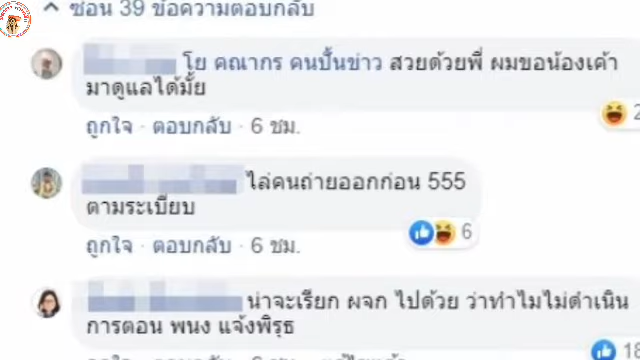 ซ่อน 39 ข้อความตอบกลับ
โย คณากร คนปั้นข่าว สวยด้วยพี่ ผมขอน้องเค้า
มาดูแลได้มั้ย
2
ถูกใจ · ตอบกลับ · 6 ชม.
ไล่คนถ่ายออกก่อน 555
ตามระเบียบ
6
ถูกใจ · ตอบกลับ · 6 ชม.
น่าจะเรียก ผจก ไปด้วย ว่าทำไมไม่ดำเนิน
การตอน พนง แจ้งพิรุธ
18